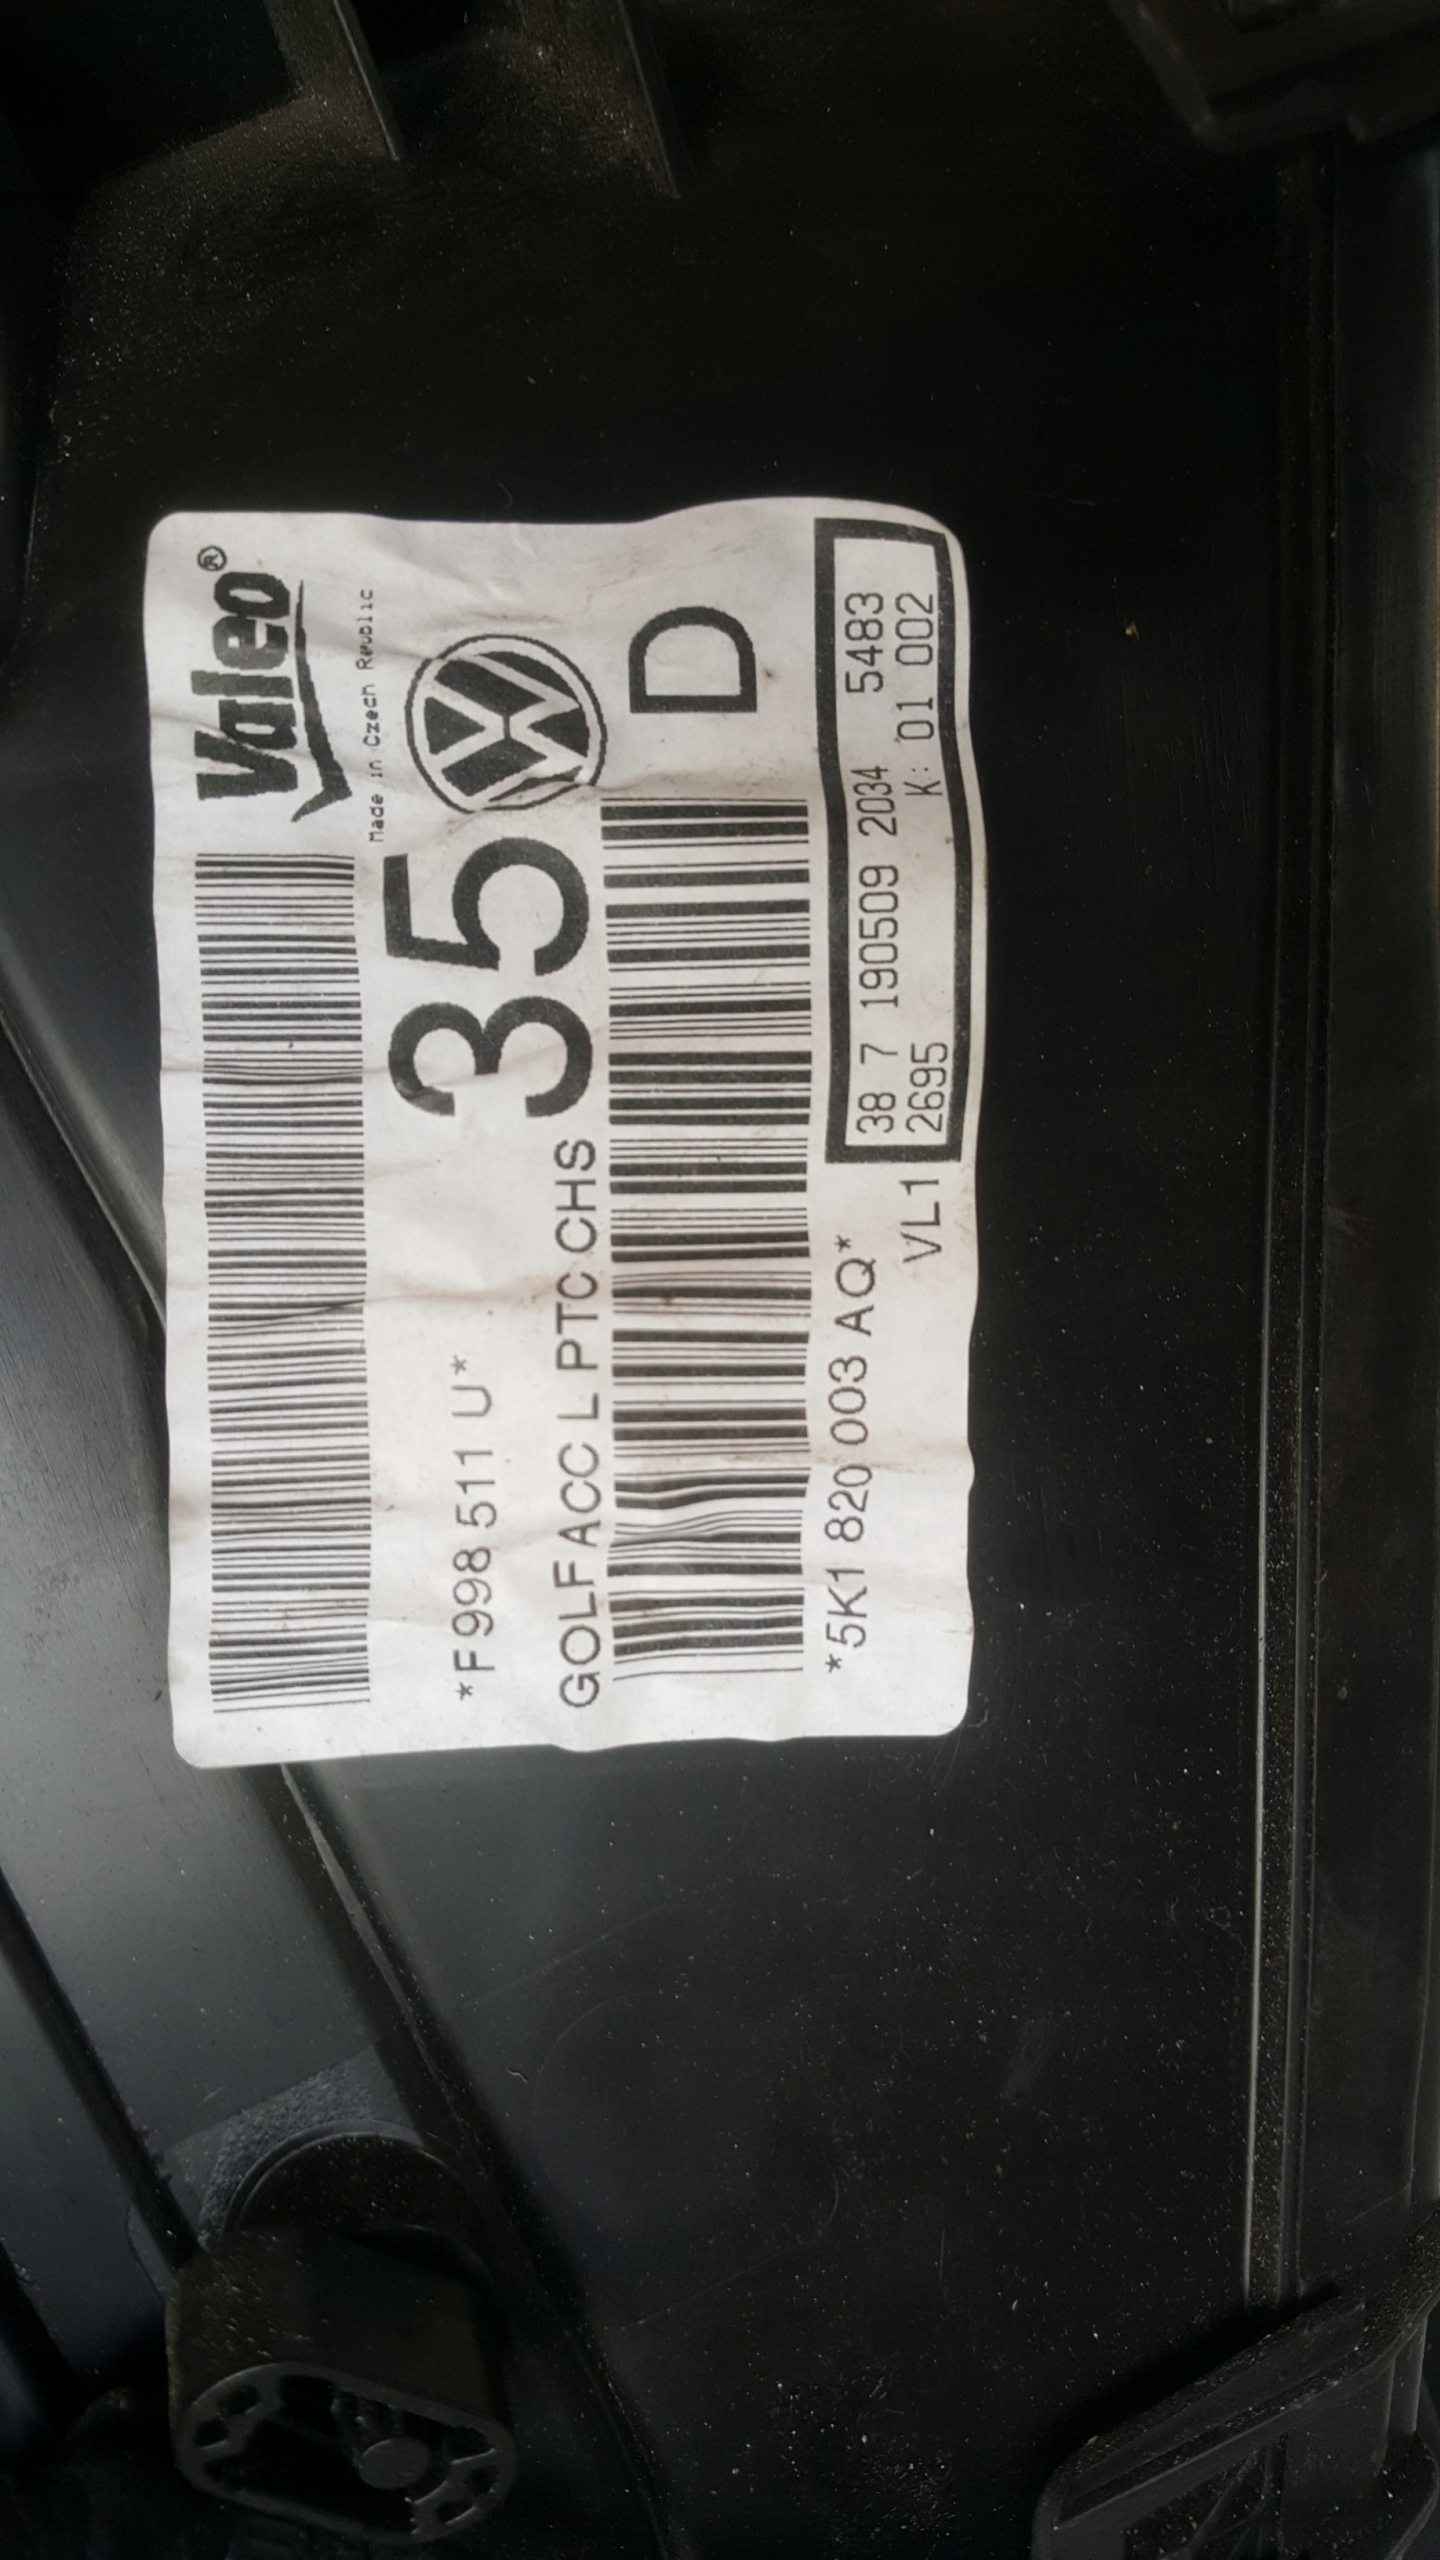 Valeo®
Made in Czech Republic
*F998 511 U*
35
GOLF ACC L PTC CHS
D
*5K1 820 003 AQ*
VL1
38 7 190509 2034 5483
2695 K: 01 002